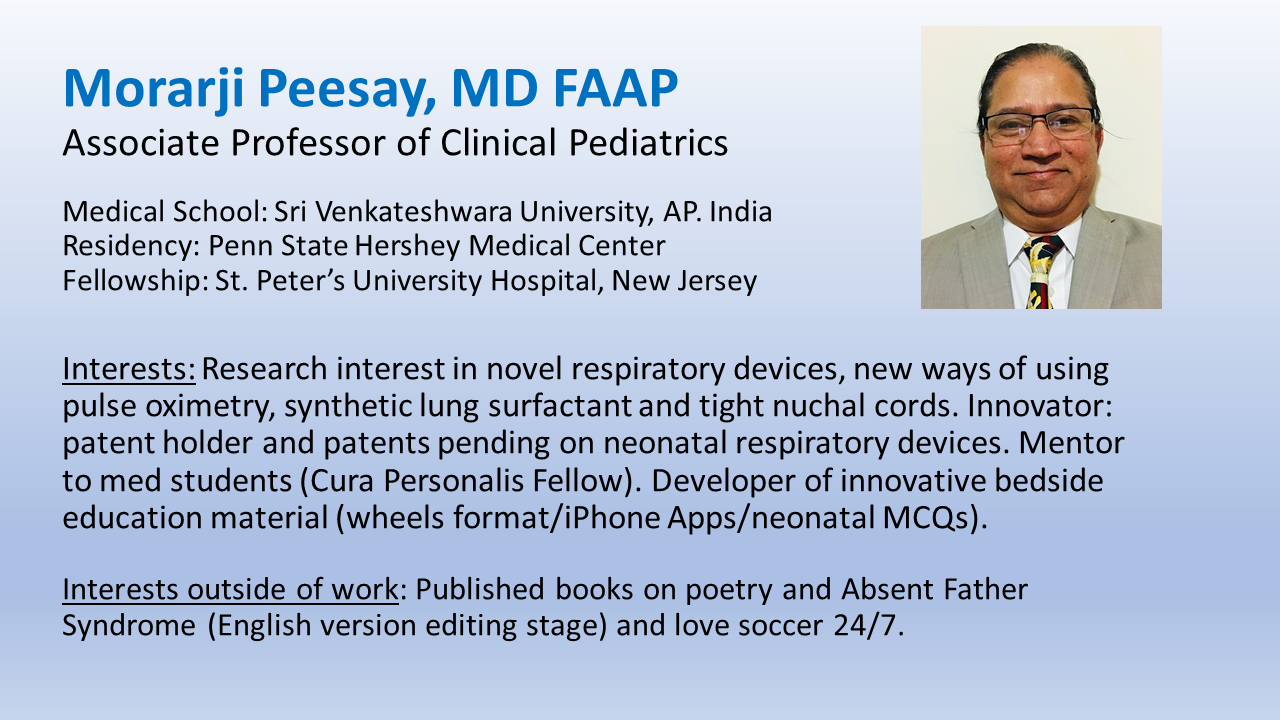 Morarji Peesay, MD FAAP
Associate Professor of Clinical Pediatrics
Medical School: Sri Venkateshwara University, AP. India
Residency: Penn State Hershey Medical Center
Fellowship: St. Peter’s University Hospital, New Jersey
Interests: Research interest in novel respiratory devices, new ways of using
pulse oximetry, synthetic lung surfactant and tight nuchal cords. Innovator:
patent holder and patents pending on neonatal respiratory devices. Mentor
to med students (Cura Personalis Fellow). Developer of innovative bedside
education material (wheels format/iPhone Apps/neonatal MCQs).
Interests outside of work: Published books on poetry and Absent Father
Syndrome (English version editing stage) and love soccer 24/7.